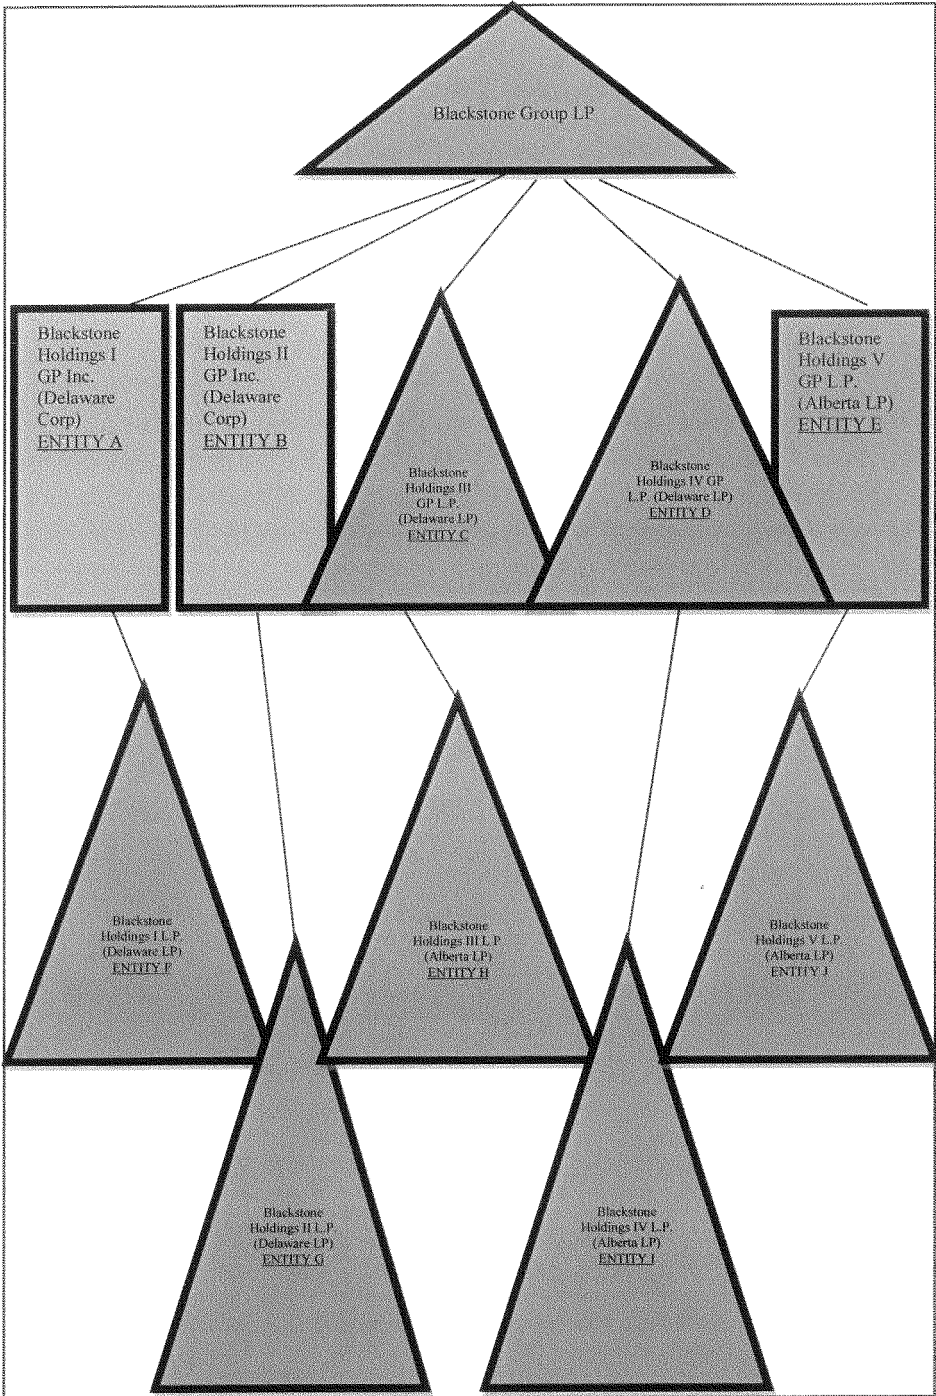 Blackstone Group LP
Blackstone
Holdings I
GP Inc.
(Delaware
Corp)
ENTITY A
Blackstone
Holdings II
GP Inc.
(Delaware
Corp)
ENTITY B
Blackstone
Holdings III
GP L.P.
(Delaware LP)
ENTITY C
Blackstone
Holdings IV GP
L.P. (Delaware LP)
ENTITY D
Blackstone
Holdings V
GP L.P.
(Alberta LP)
ENTITY E
Blackstone
Holdings I L.P.
(Delaware LP)
ENTITY F
Blackstone
Holdings II L.P.
(Delaware LP)
ENTITY G
Blackstone
Holdings III L.P
(Alberta LP)
ENTITY H
Blackstone
Holdings IV L.P.
(Alberta LP)
ENTITY I
Blackstone
Holdings V L.P.
(Alberta LP)
ENTITY J